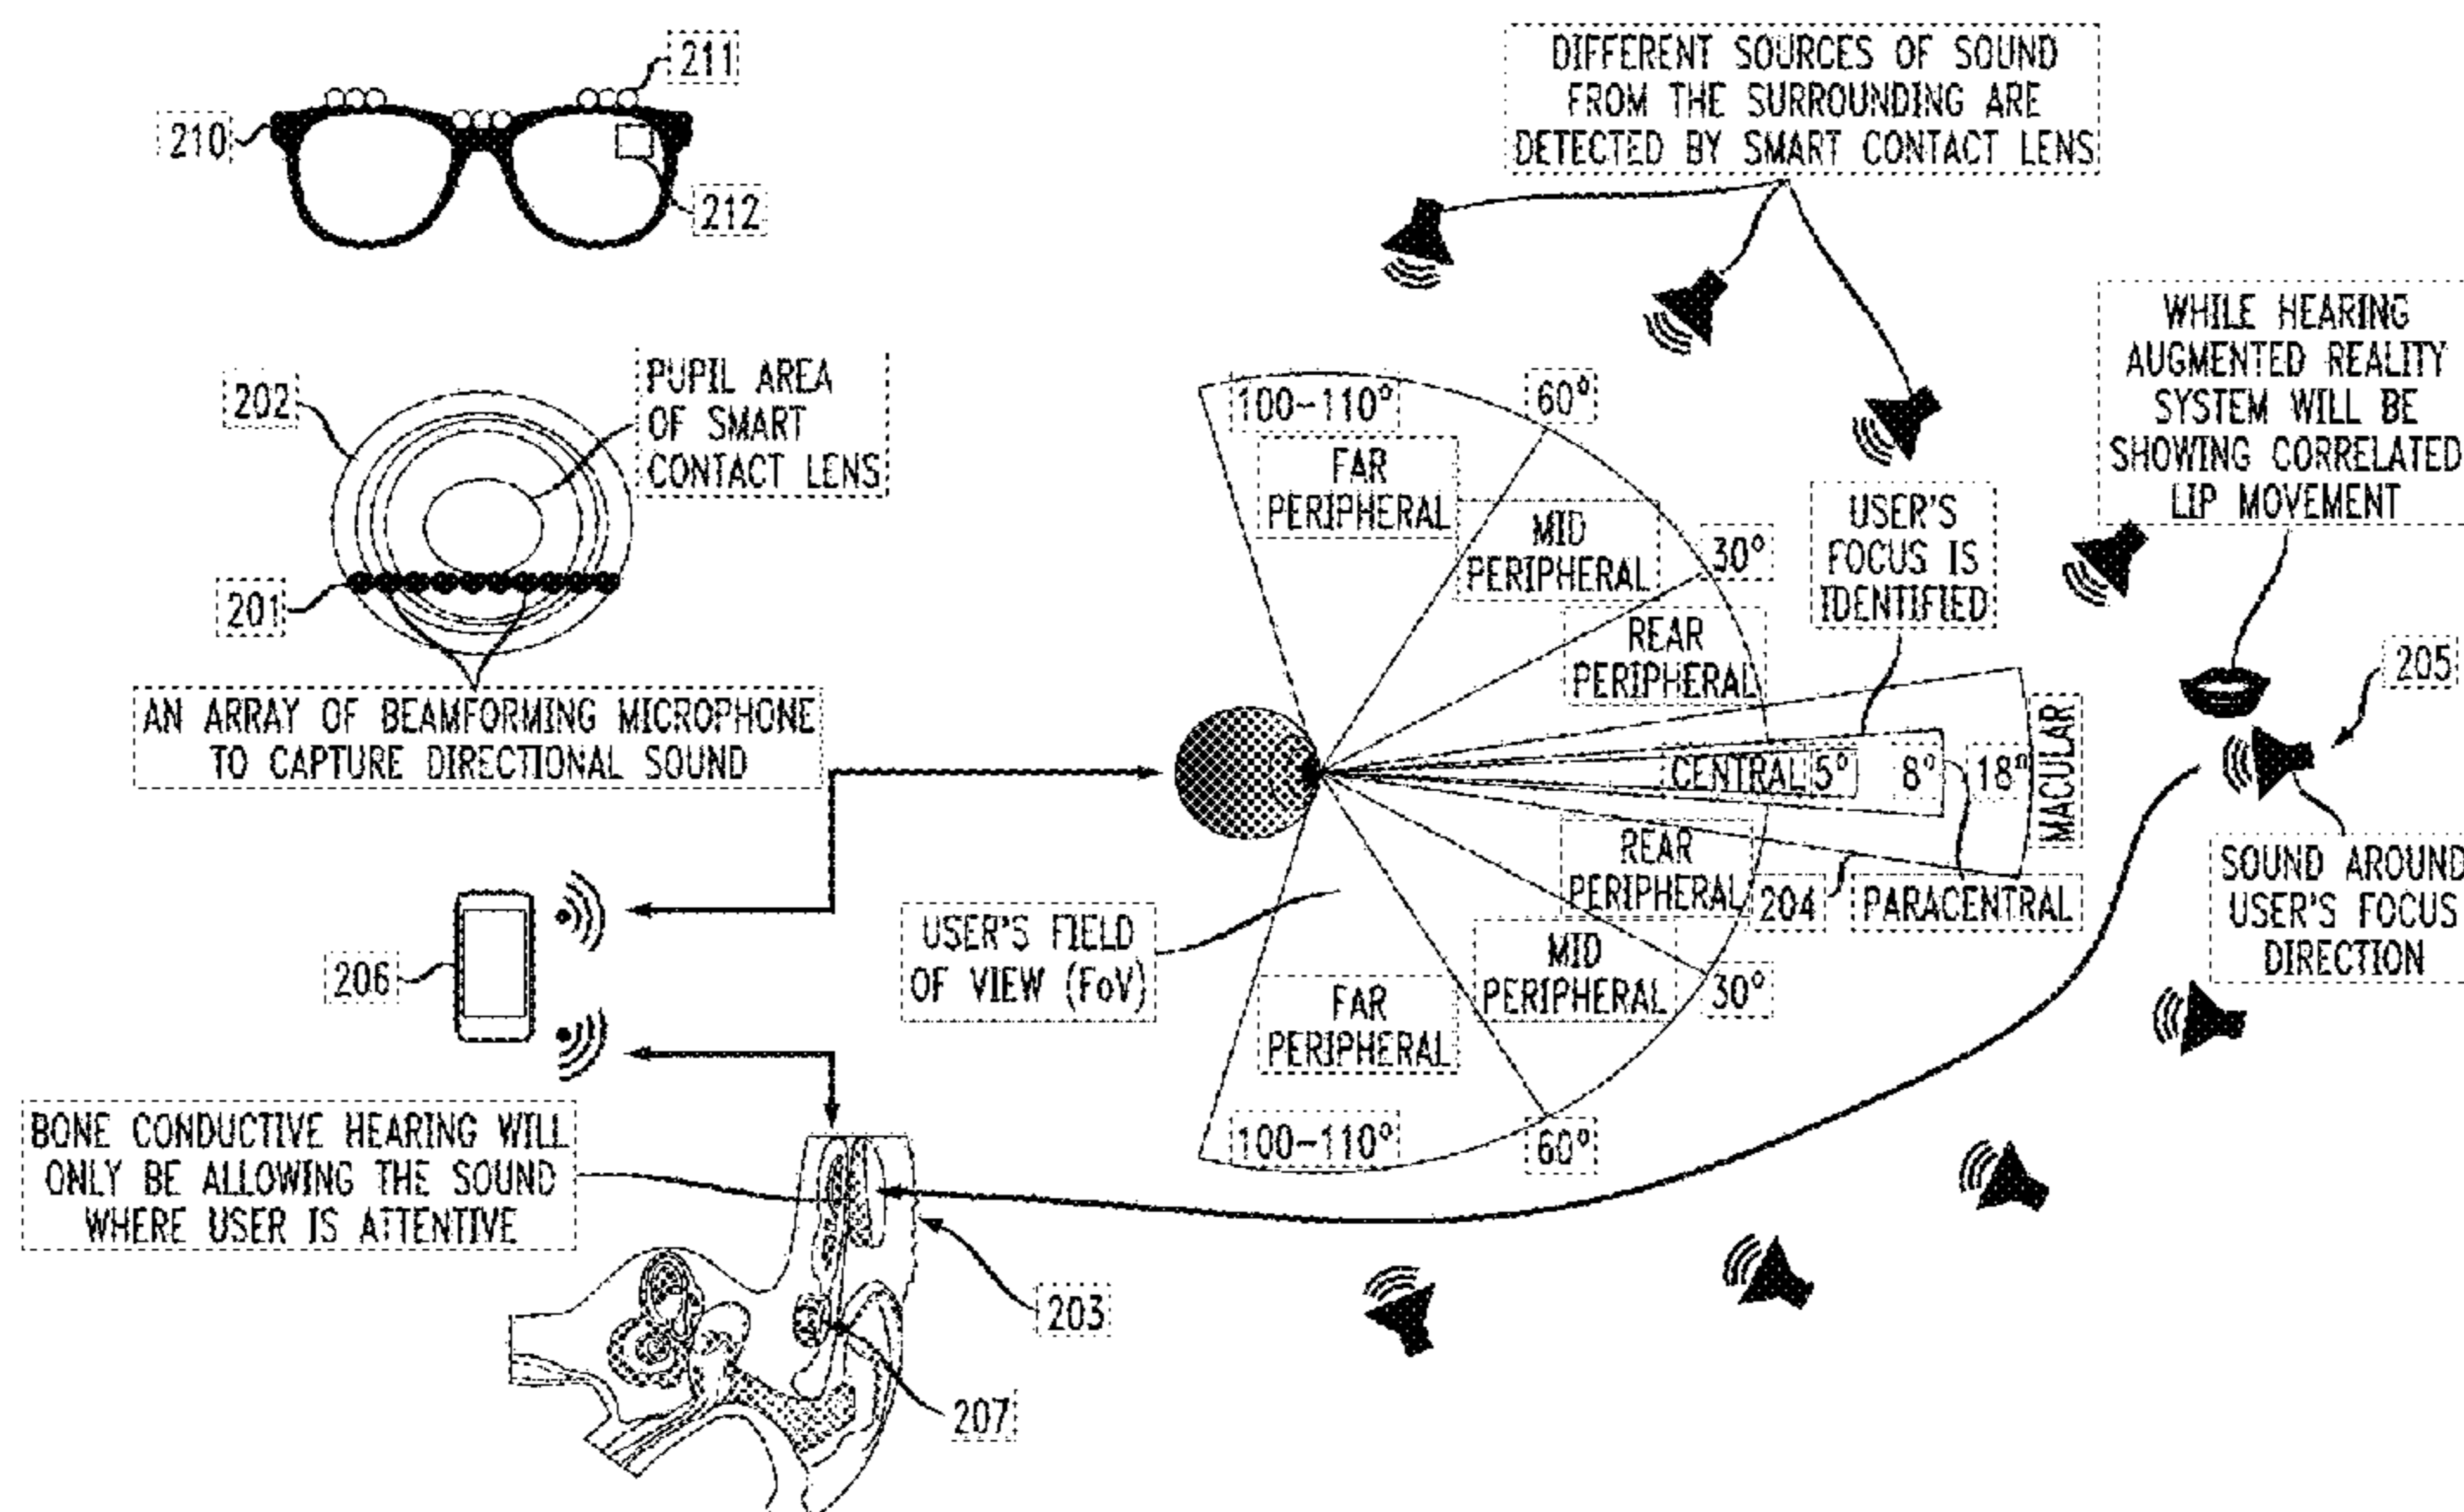 211
210
212
DIFFERENT SOURCES OF SOUND
FROM THE SURROUNDING ARE
DETECTED BY SMART CONTACT LENS
WHILE HEARING
AUGMENTED REALITY
SYSTEM WILL BE
SHOWING CORRELATED
LIP MOVEMENT
202
PUPIL AREA
OF SMART
CONTACT LENS
201
AN ARRAY OF BEAMFORMING MICROPHONE
TO CAPTURE DIRECTIONAL SOUND
100-110°
60°
FAR
PERIPHERAL
MID
PERIPHERAL
30°
USER'S
FOCUS IS
IDENTIFIED
REAR
PERIPHERAL
205
CENTRAL 5°
8°
18°
MACULAR
REAR
PERIPHERAL
204
PARACENTRAL
SOUND AROUND
USER'S FOCUS
DIRECTION
206
USER'S FIELD
OF VIEW (FoV)
MID
PERIPHERAL
30°
FAR
PERIPHERAL
100-110°
60°
BONE CONDUCTIVE HEARING WILL
ONLY BE ALLOWING THE SOUND
WHERE USER IS ATTENTIVE
203
207